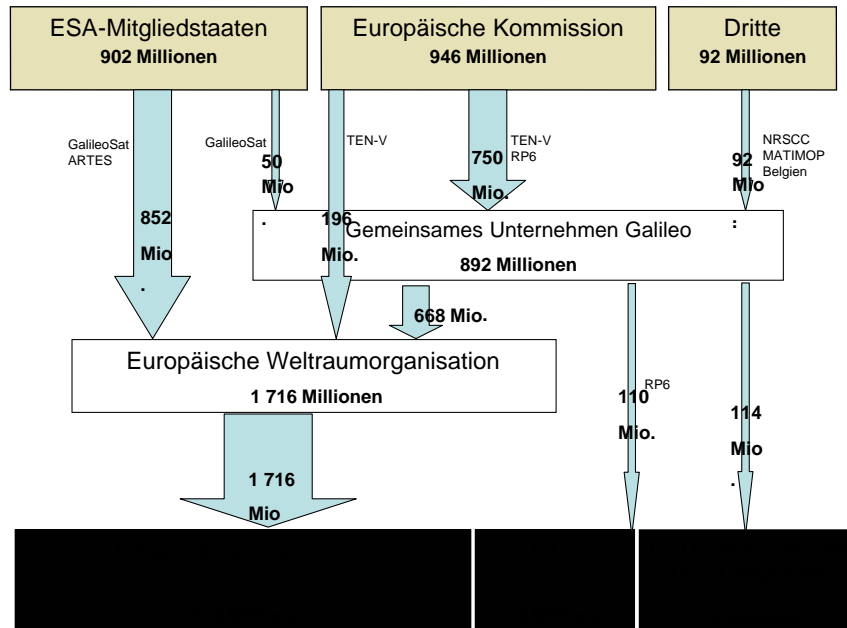 ESA-Mitgliedstaaten
902 Millionen
Europäische Kommission
946 Millionen
Dritte
92 Millionen
GalileoSat
ARTES
GalileoSat
TEN-V
TEN-V
RP6
NRSCC
MATIMOP
Belgien
50
Mio
.
750
Mio.
92
Mio
.
852
Mio
.
196
Mio.
Gemeinsames Unternehmen Galileo
892 Millionen
668 Mio.
Europäische Weltraumorganisation
1 716 Millionen
RP6
110
Mio.
114
Mio
.
1 716
Mio